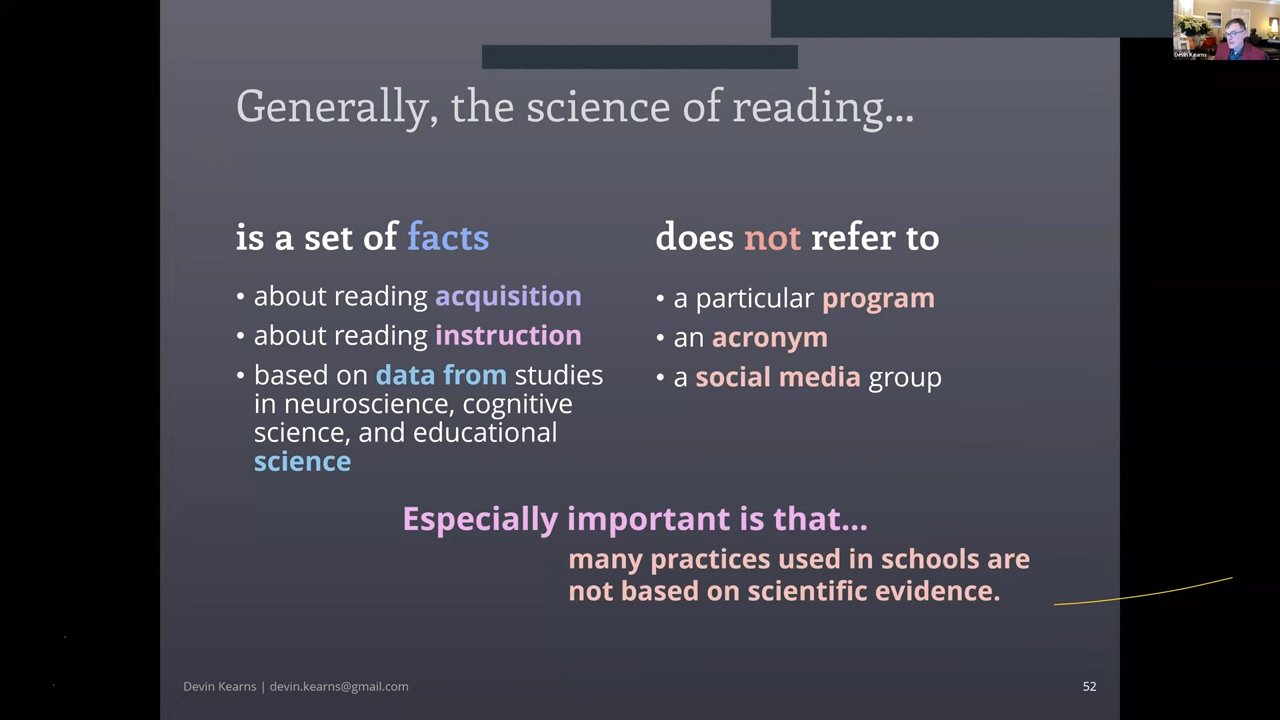 Devin Kearns
Generally, the science of reading...
is a set of facts
• about reading acquisition
• about reading instruction
• based on data from studies
in neuroscience, cognitive
science, and educational
science
does not refer to
• a particular program
• an acronym
• a social media group
Especially important is that...
many practices used in schools are
not based on scientific evidence.
Devin Kearns | devin.kearns@gmail.com
52